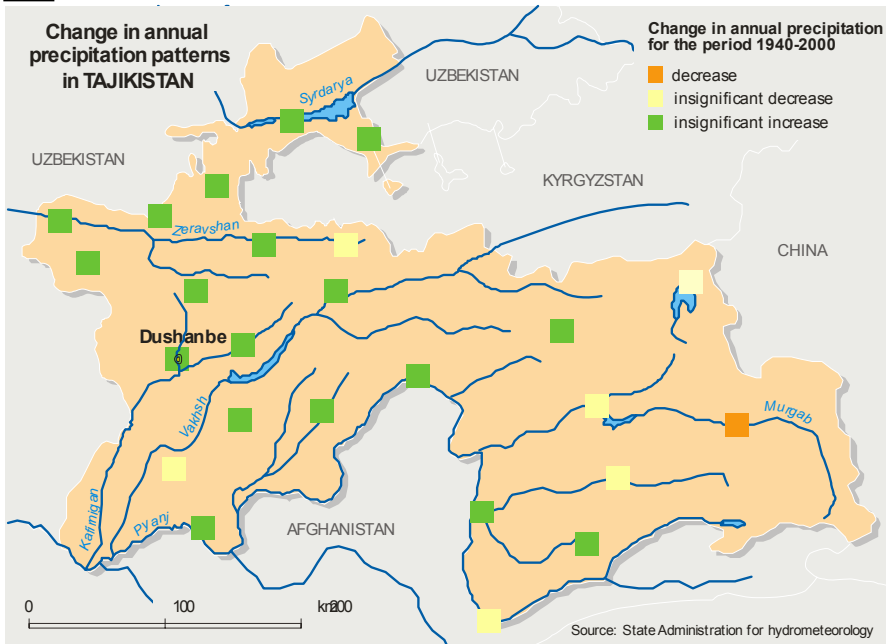 Change in annual
precipitation patterns
in TAJIKISTAN
Change in annual precipitation
for the period 1940-2000
decrease
insignificant decrease
insignificant increase
UZBEKISTAN
Syrdarya
UZBEKISTAN
KYRGYZSTAN
Zeravshan
CHINA
Dushanbe
Vakhsh
Murgab
Kafirnigan
Pyanj
AFGHANISTAN
0 100 km 200
Source: State Administration for hydrometeorology